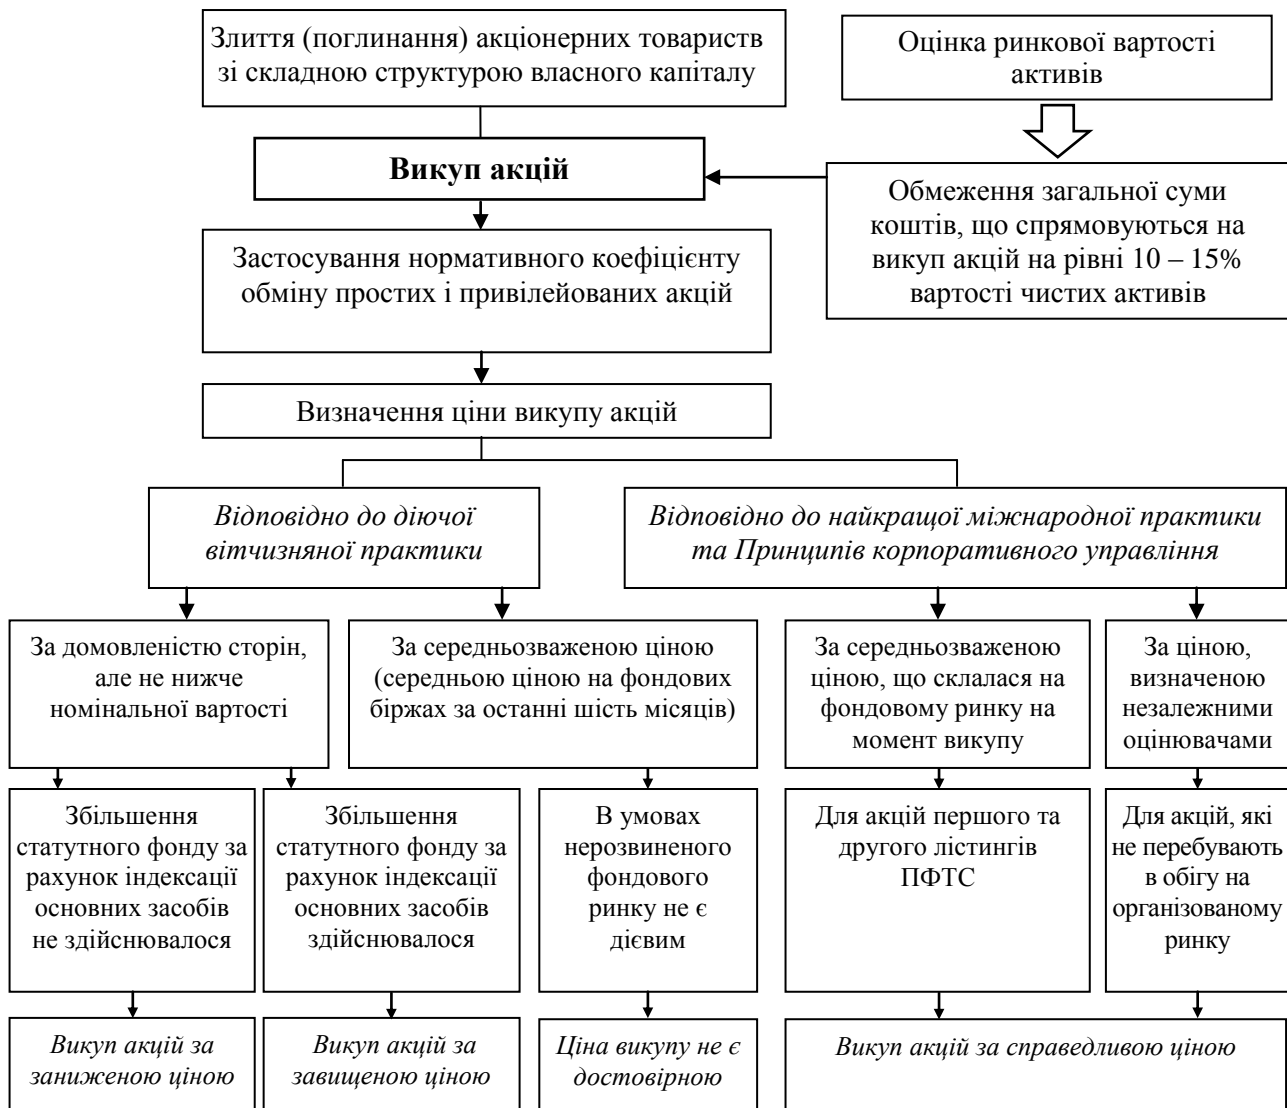 Злиття (поглинання) акціонерних товариств
зі складною структурою власного капіталу
Оцінка ринкової вартості
активів
Викуп акцій
Обмеження загальної суми
коштів, що спрямовуються на
викуп акцій на рівні 10 – 15%
вартості чистих активів
Застосування нормативного коефіцієнту
обміну простих і привілейованих акцій
Визначення ціни викупу акцій
Відповідно до діючої
вітчизняної практики
Відповідно до найкращої міжнародної практики
та Принципів корпоративного управління
За домовленістю сторін,
але не нижче
номінальної вартості
За середньозваженою ціною
(середньою ціною на фондових
біржах за останні шість місяців)
За середньозваженою
ціною, що склалася на
фондовому ринку на
момент викупу
За ціною,
визначеною
незалежними
оцінювачами
Збільшення
статутного фонду за
рахунок індексації
основних засобів
не здійснювалося
Збільшення
статутного фонду за
рахунок індексації
основних засобів
здійснювалося
В умовах
нерозвиненого
фондового
ринку не є
дієвим
Для акцій першого та
другого лістингів
ПФТС
Для акцій, які
не перебувають
в обігу на
організованому
ринку
Викуп акцій за
заниженою ціною
Викуп акцій за
завищеною ціною
Ціна викупу не є
достовірною
Викуп акцій за справедливою ціною